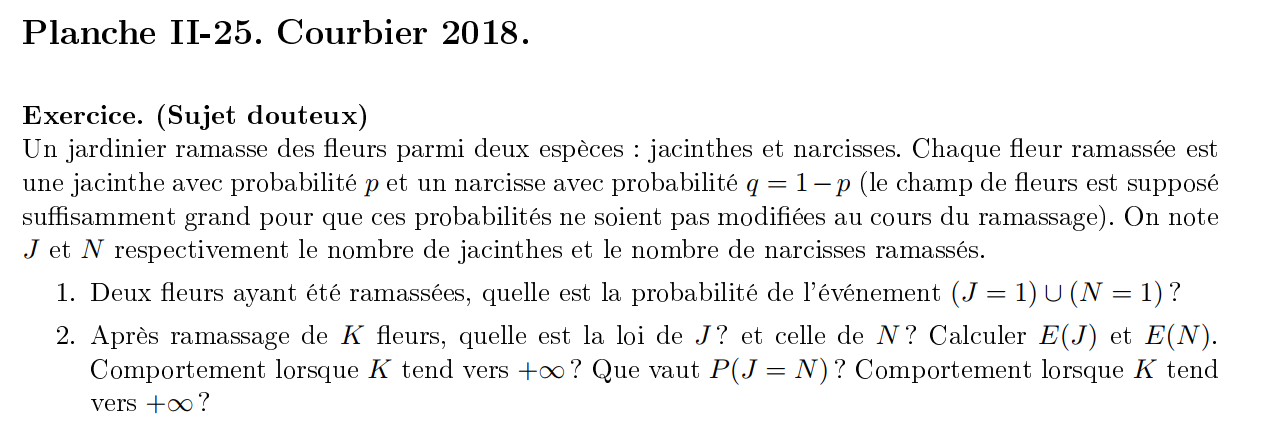 Planche II-25. Courbier 2018.
Exercice. (Sujet douteux)
Un jardinier ramasse des fleurs parmi deux espèces : jacinthes et narcisses. Chaque fleur ramassée est
une jacinthe avec probabilité p et un narcisse avec probabilité q = 1 − p (le champ de fleurs est supposé
suffisamment grand pour que ces probabilités ne soient pas modifiées au cours du ramassage). On note
J et N respectivement le nombre de jacinthes et le nombre de narcisses ramassés.
1. Deux fleurs ayant été ramassées, quelle est la probabilité de l'événement (J = 1) ∪ (N = 1) ?
2. Après ramassage de K fleurs, quelle est la loi de J ? et celle de N ? Calculer E(J) et E(N).
Comportement lorsque K tend vers +∞ ? Que vaut P(J = N) ? Comportement lorsque K tend
vers +∞ ?